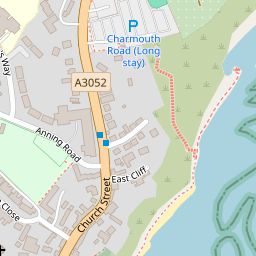 P
Charmouth
Road (Long
stay)
A3052
Anning Road
East Cliff
Church Street
Close
Way